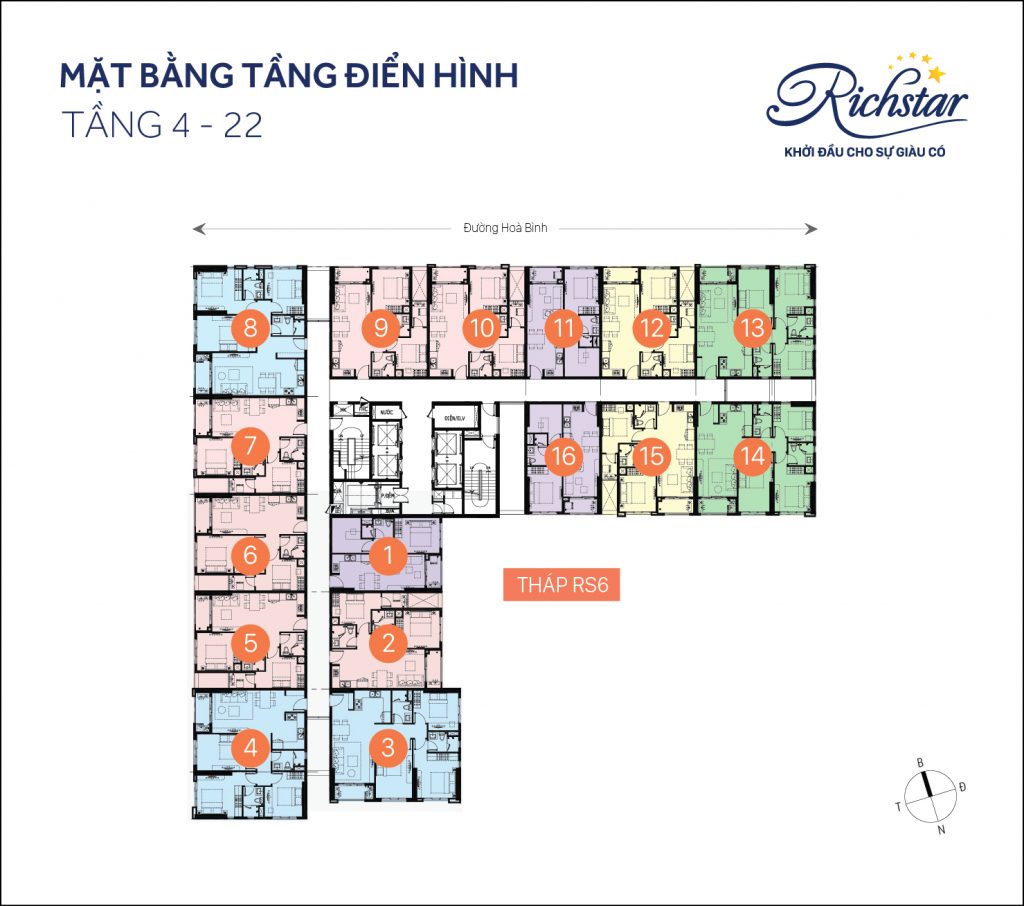 MẶT BẰNG TẦNG ĐIỂN HÌNH
TẦNG 4 - 22
Richstar
KHỞI ĐẦU CHO SỰ GIÀU CÓ
Đường Hoà Bình
8
9
10
11
12
13
NƯỚC
ĐIỆN/ELV
7
16
15
14
P.ĐỆM
6
1
THÁP RS6
5
2
4
3
B
Đ
T
N